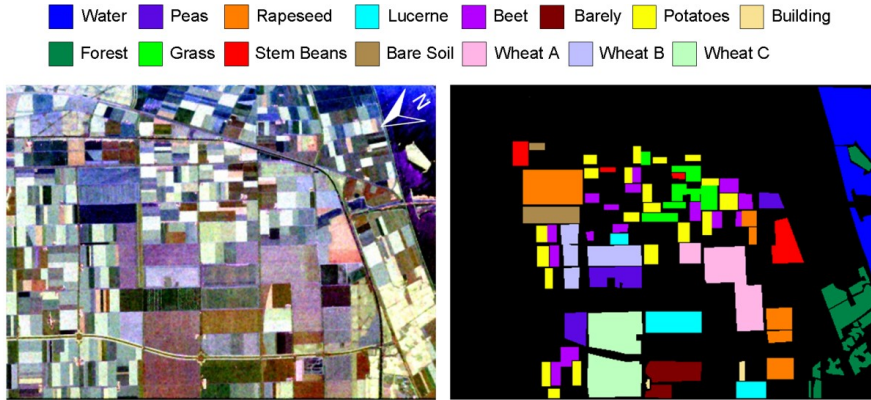 Water Peas Rapeseed Lucerne Beet Barely Potatoes Building
Forest Grass Stem Beans Bare Soil Wheat A Wheat B Wheat C
N